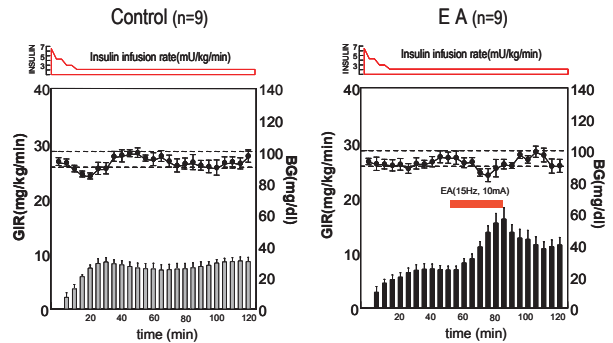 Control (n=9)
E A (n=9)
INSULIN
7
5
3
Insulin infusion rate(mU/kg/min)
INSULIN
7
5
3
Insulin infusion rate(mU/kg/min)
GIR(mg/kg/min)
40
30
20
10
0
BG(mg/dl)
140
120
100
80
60
40
20
0
20 40 60 80 100 120
time (min)
GIR(mg/kg/min)
40
30
20
10
0
EA(15Hz, 10mA)
BG(mg/dl)
140
120
100
80
60
40
20
0
20 40 60 80 100 120
time (min)